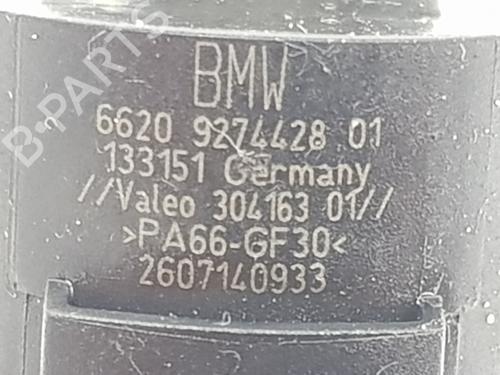 B-PARTS
BMW
6620 9274428 01
133151 Germany
//Valeo 304163 01//
>PA66-GF30<
2607140933